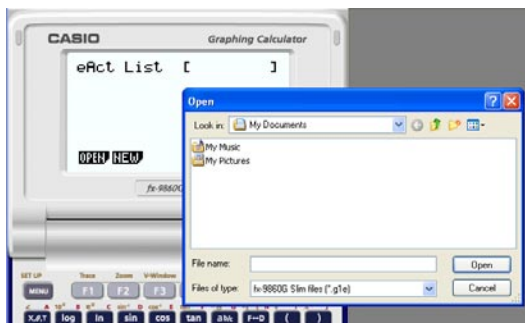 CASIO
Graphing Calculator
eAct List [ ]
OPEN NEW
Open
Look in: My Documents
My Music
My Pictures
File name:
Open
Files of type: fx-9860G Slim files (*.g1e)
Cancel
SET UP
Trace Zoom V-Window
MENU F1 F2 F3
X,θ,T log ln sin cos tan F↔D ( )